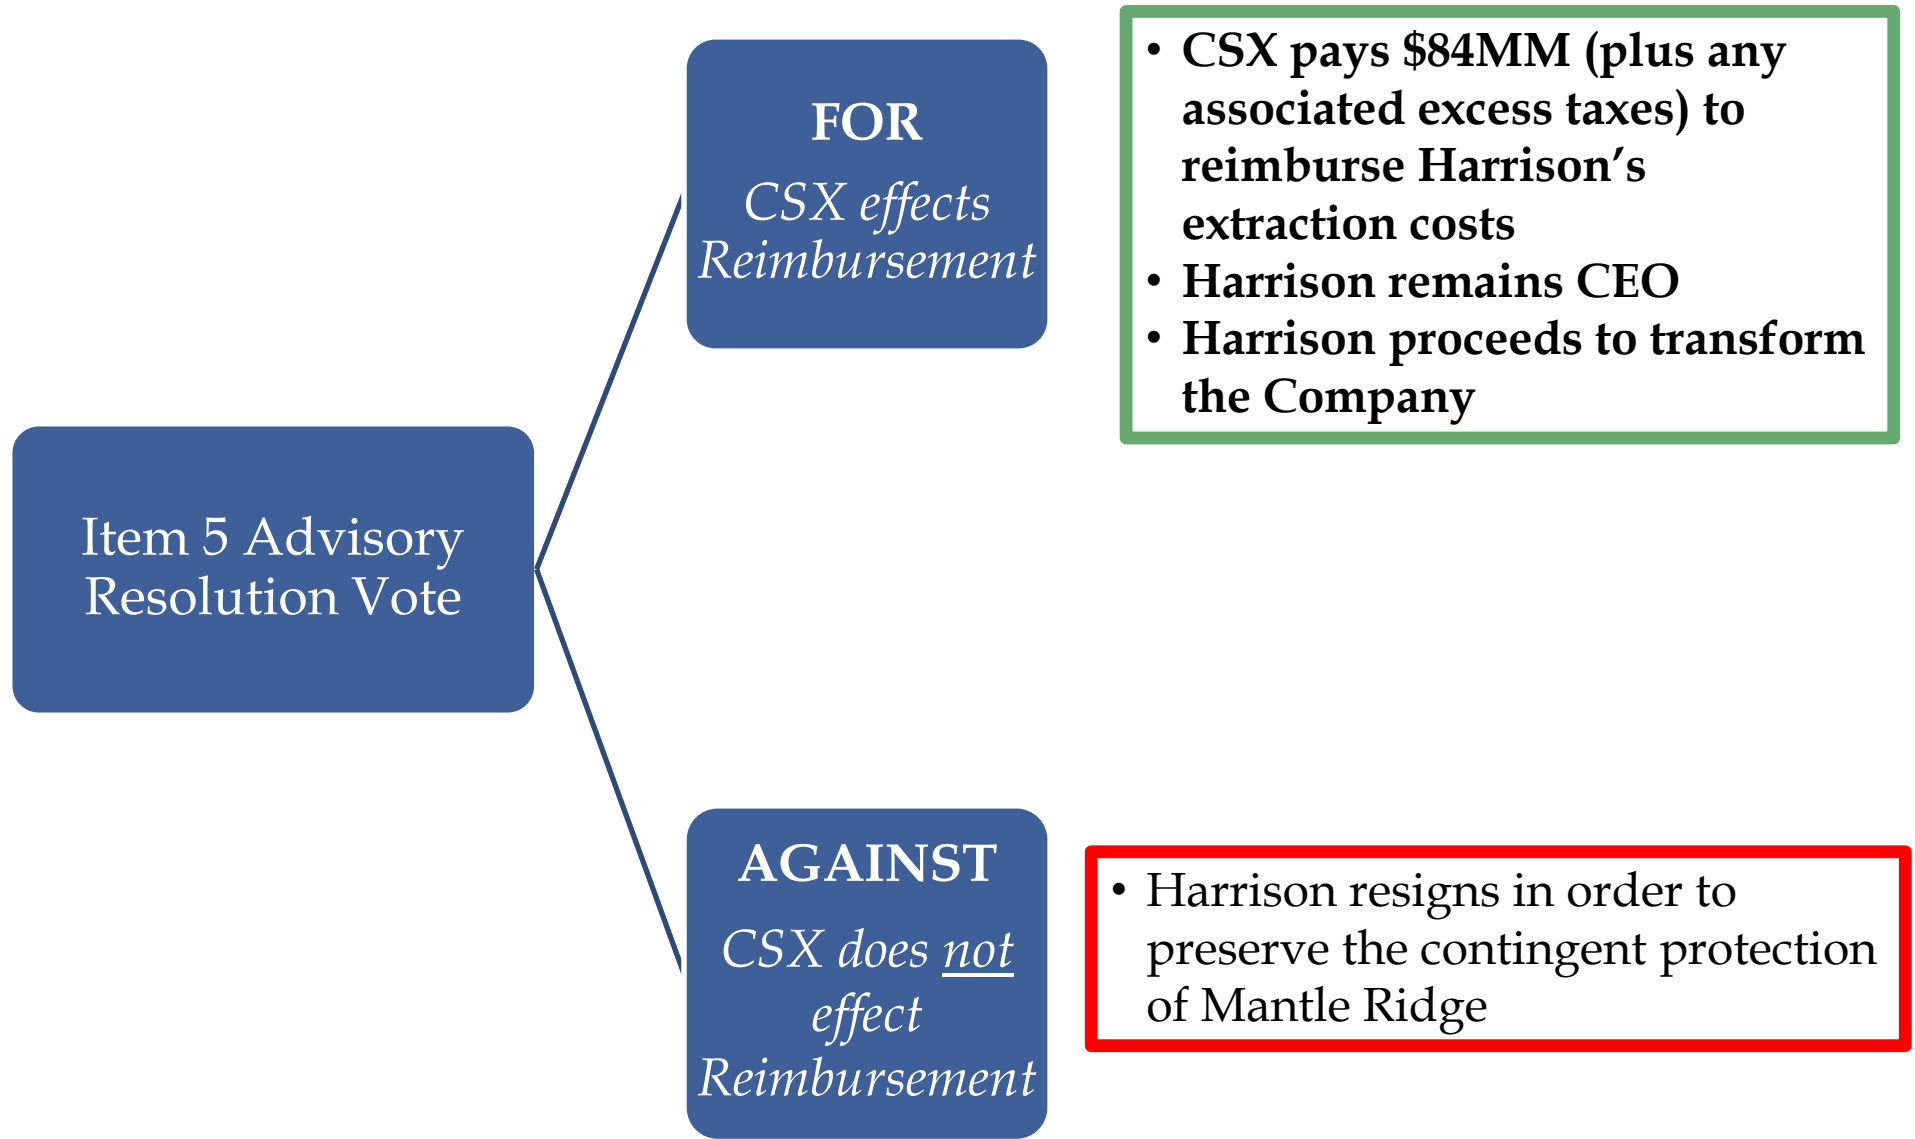 Item 5 Advisory
Resolution Vote
FOR
CSX effects
Reimbursement
• CSX pays $84MM (plus any
associated excess taxes) to
reimburse Harrison’s
extraction costs
• Harrison remains CEO
• Harrison proceeds to transform
the Company
AGAINST
CSX does not
effect
Reimbursement
• Harrison resigns in order to
preserve the contingent protection
of Mantle Ridge